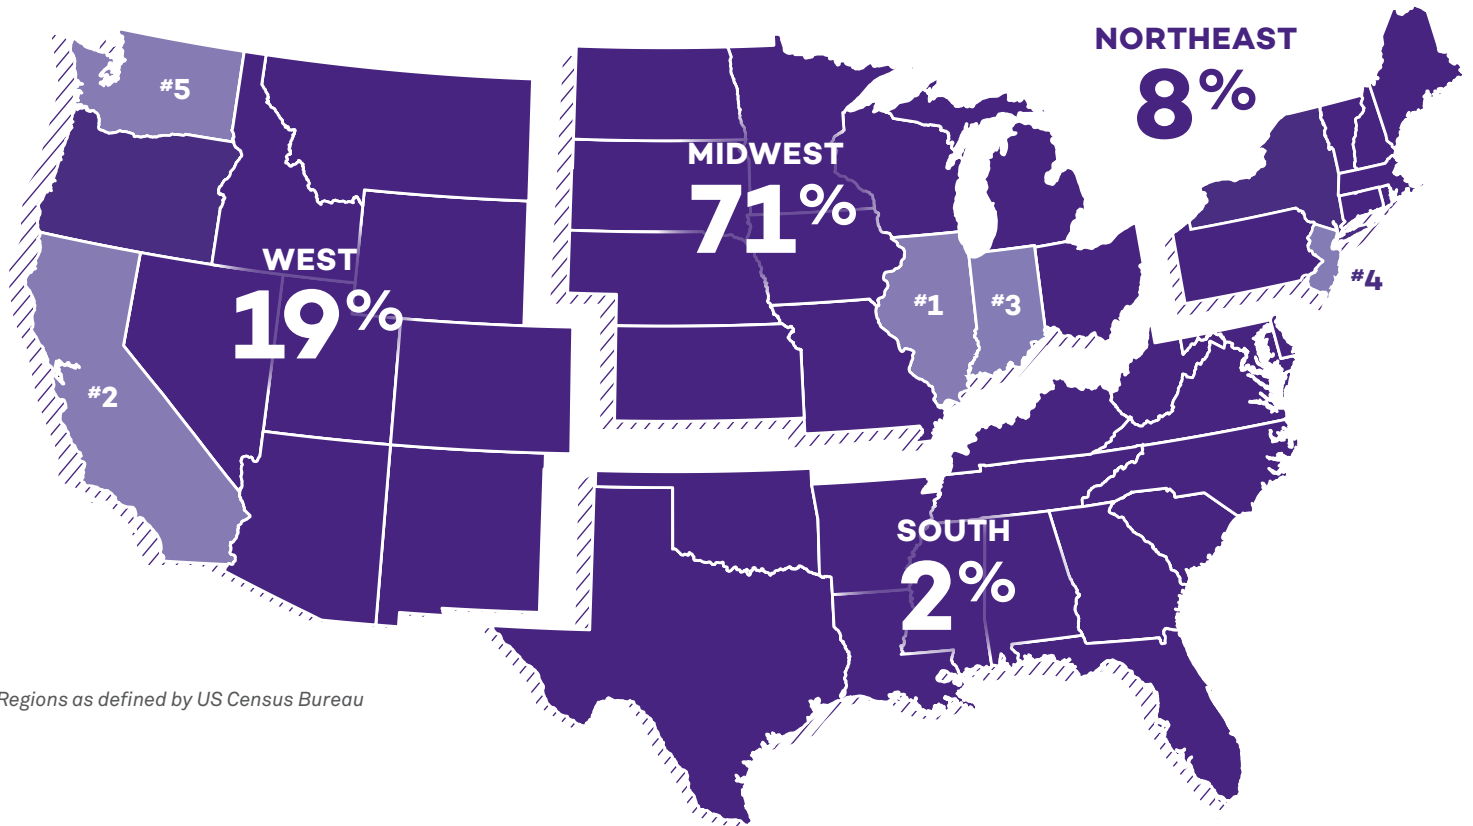 NORTHEAST
8%
#5
MIDWEST
71%
WEST
19%
#1
#3
#4
#2
SOUTH
2%
Regions as defined by US Census Bureau